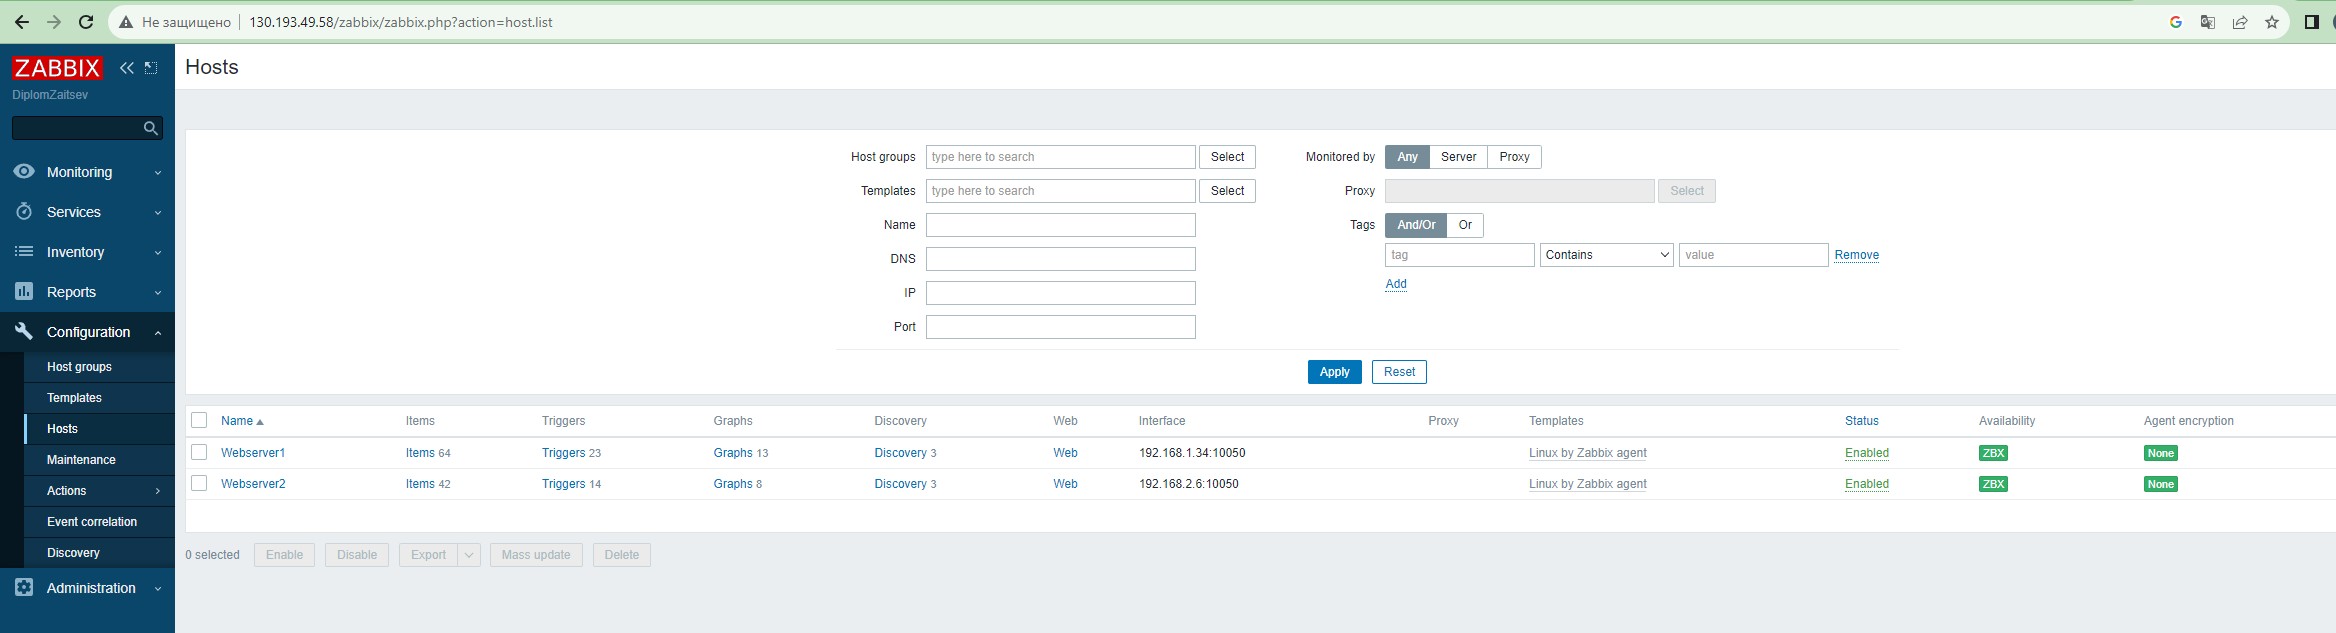 Не защищено 130.193.49.58/zabbix/zabbix.php?action=host.list
ZABBIX
DiplomZaitsev
Monitoring
Services
Inventory
Reports
Configuration
Host groups
Templates
Hosts
Maintenance
Actions
Event correlation
Discovery
Administration
Hosts
Host groups type here to search Select
Templates type here to search Select
Name
DNS
IP
Port
Monitored by Any Server Proxy
Proxy Select
Tags And/Or Or
tag Contains value Remove
Add
Apply Reset
Name Items Triggers Graphs Discovery Web Interface Proxy Templates Status Availability Agent encryption
Webserver1 Items 64 Triggers 23 Graphs 13 Discovery 3 Web 192.168.1.34:10050 Linux by Zabbix agent Enabled ZBX None
Webserver2 Items 42 Triggers 14 Graphs 8 Discovery 3 Web 192.168.2.6:10050 Linux by Zabbix agent Enabled ZBX None
0 selected Enable Disable Export Mass update Delete